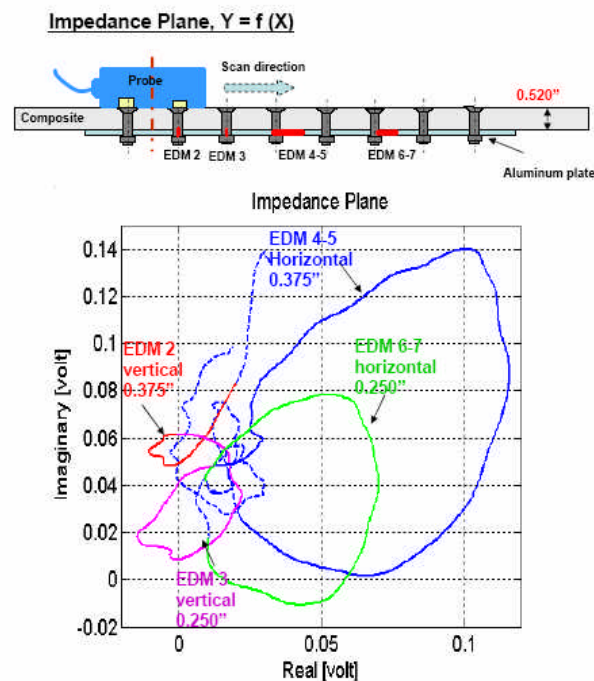 Impedance Plane, Y = f (X)
Probe
Scan direction
0.520”
Composite
EDM 2
EDM 3
EDM 4-5
EDM 6-7
Aluminum plate
Impedance Plane
EDM 4-5
Horizontal
0.375”
EDM 2
vertical
0.375”
EDM 6-7
horizontal
0.250”
EDM 3
vertical
0.250”
Imaginary [volt]
0.14
0.12
0.1
0.08
0.06
0.04
0.02
0
-0.02
0
0.05
0.1
Real [volt]